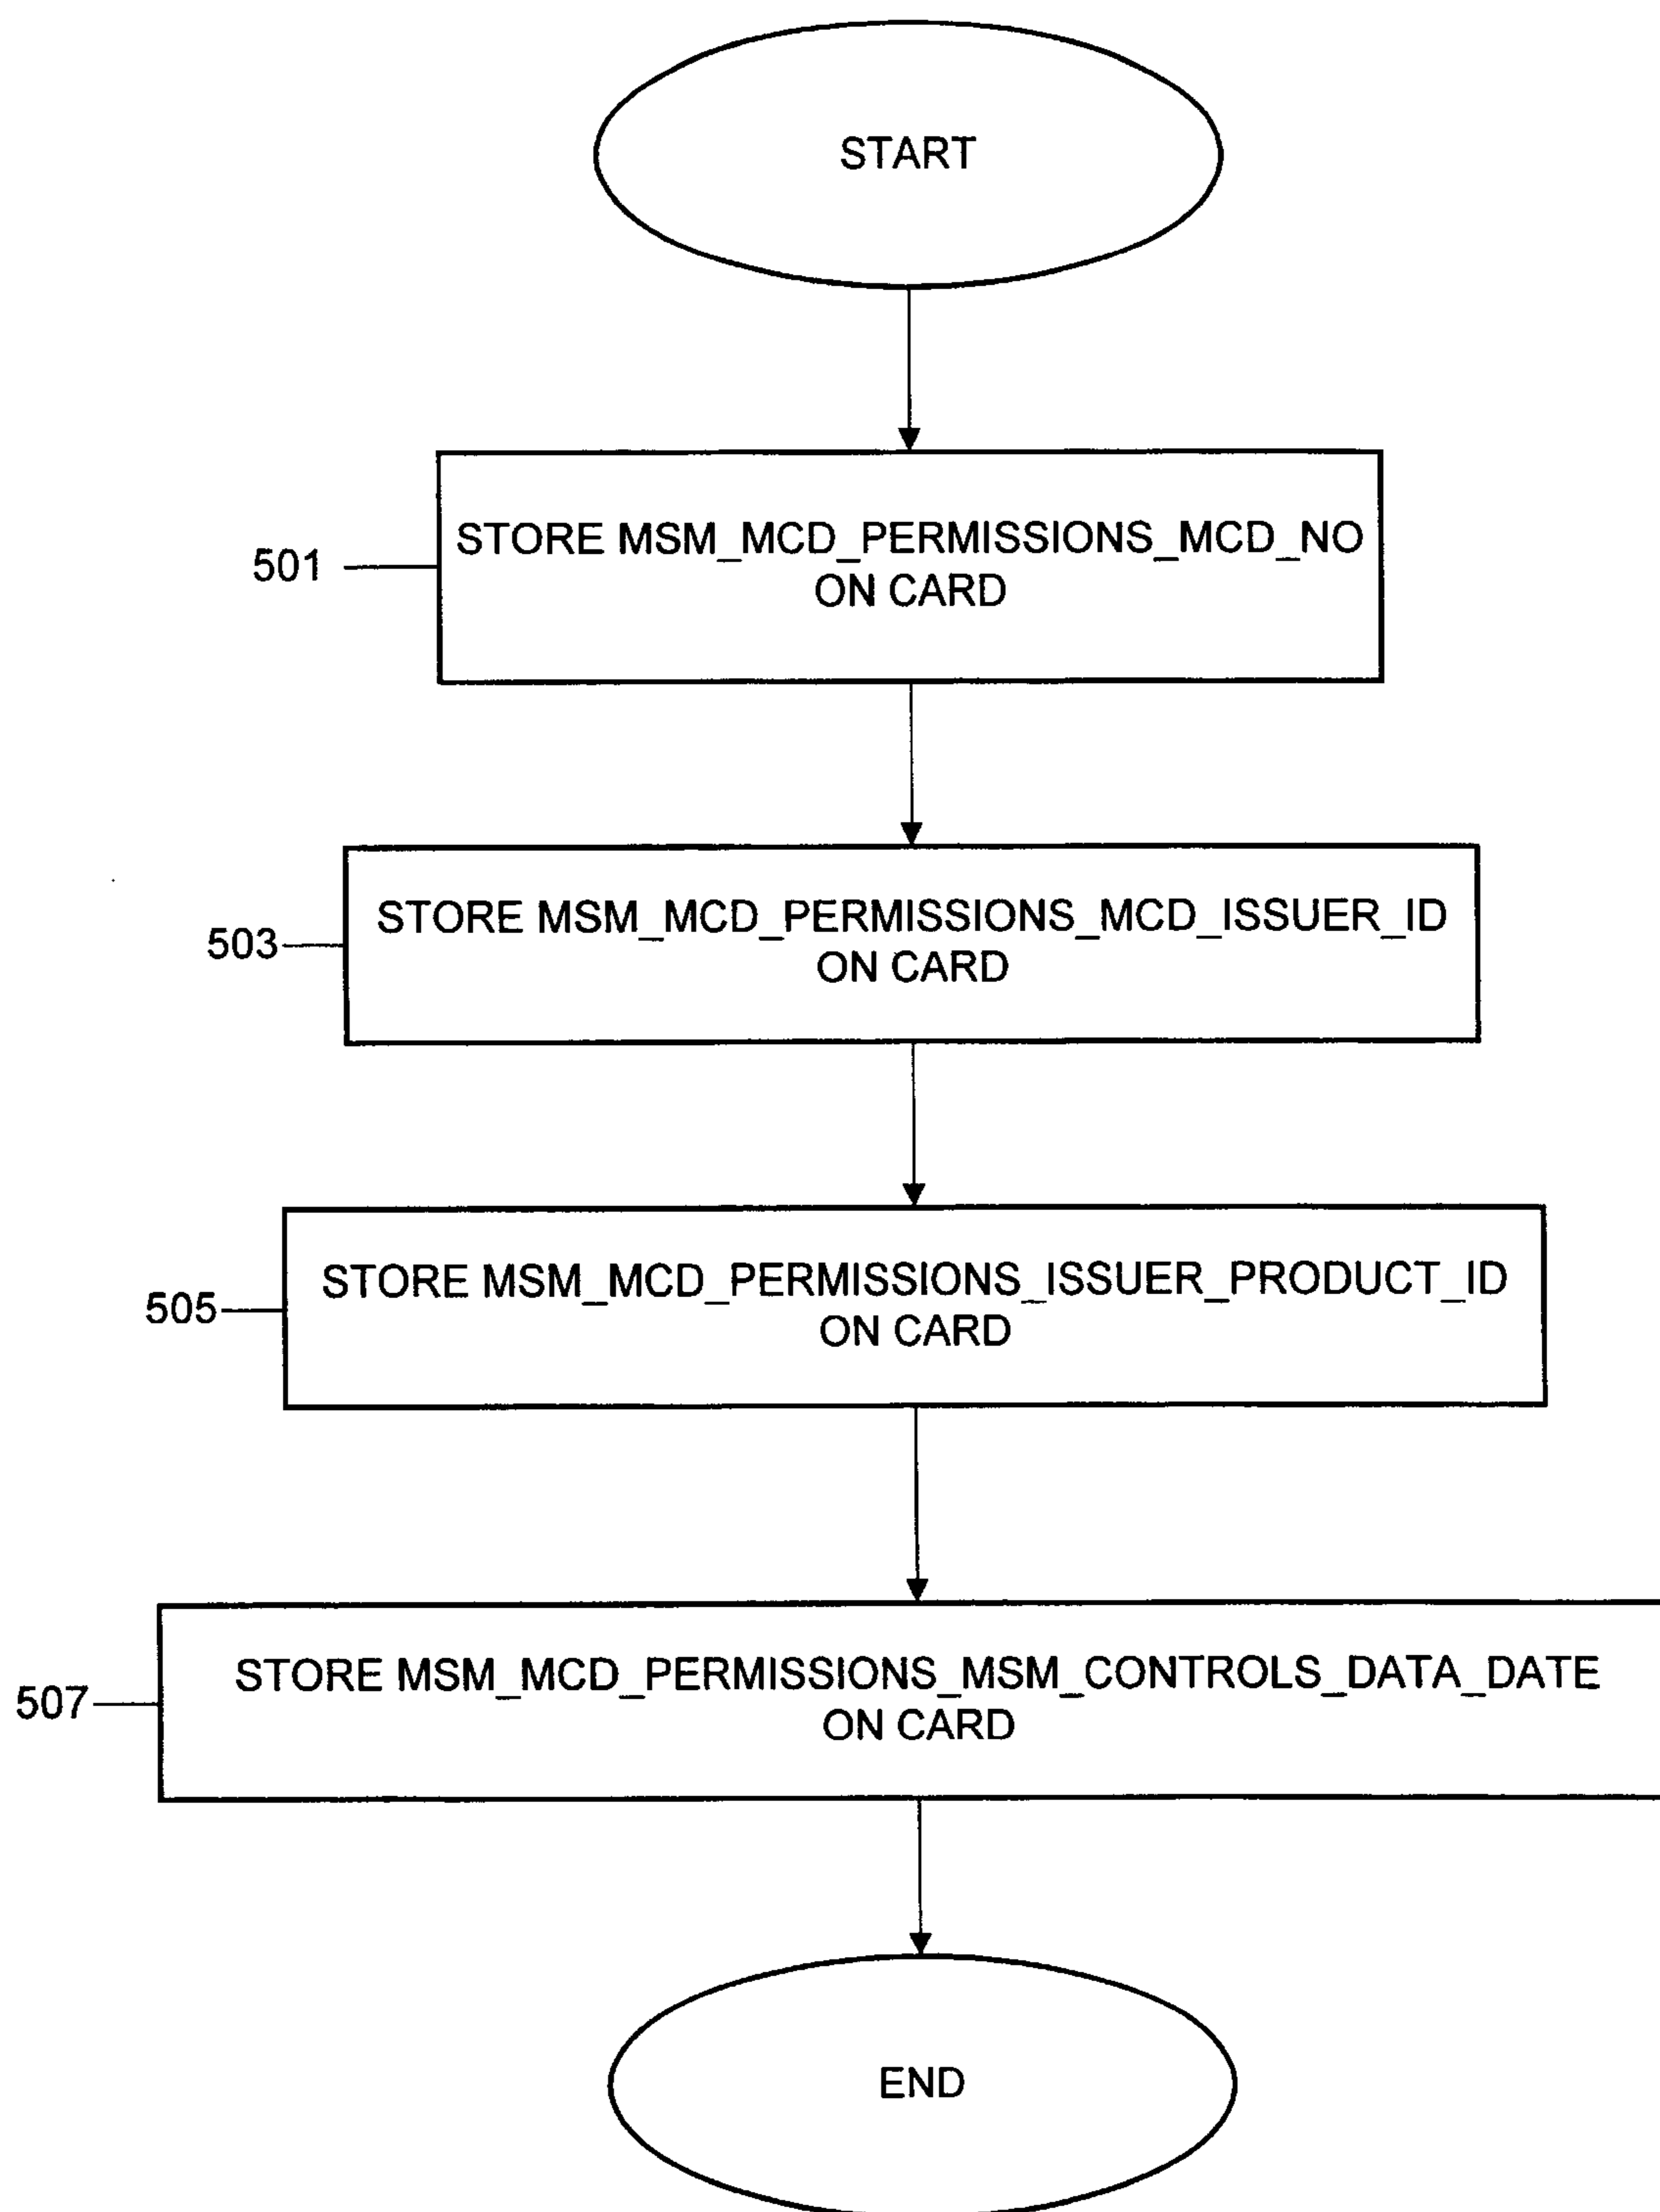 START
STORE MSM_MCD_PERMISSIONS_MCD_NO
ON CARD
501
STORE MSM_MCD_PERMISSIONS_MCD_ISSUER_ID
ON CARD
503
STORE MSM_MCD_PERMISSIONS_ISSUER_PRODUCT_ID
ON CARD
505
STORE MSM_MCD_PERMISSIONS_MSM_CONTROLS_DATA_DATE
ON CARD
507
END